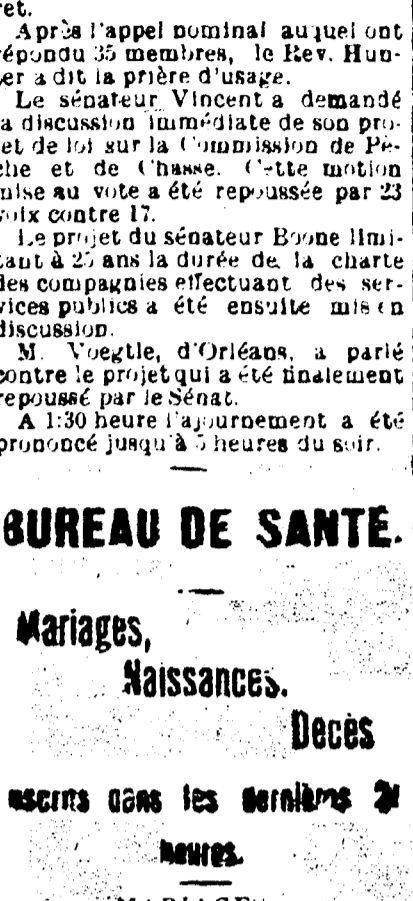 ret.
Après l'appel nominal auquel ont
répondu 35 membres, le Rev. Hun-
ter a dit la prière d'usage.
Le sénateur Vincent a demandé
la discussion immédiate de son pro-
jet de loi sur la Commission de Pê-
che et de Chasse. Cette motion
mise au vote a été repoussée par 23
voix contre 17.
Le projet du sénateur Boone limi-
tant à 25 ans la durée de la charte
des compagnies effectuant des ser-
vices publics a été ensuite mis en
discussion.
M. Voegtle, d'Orléans, a parlé
contre le projet qui a été finalement
repoussé par le Sénat.
A 1:30 heure l'ajournement a été
prononcé jusqu'à 5 heures du soir.
BUREAU DE SANTÉ.
Mariages,
Naissances.
Decès
nscrits dans les dernières 24
heures.